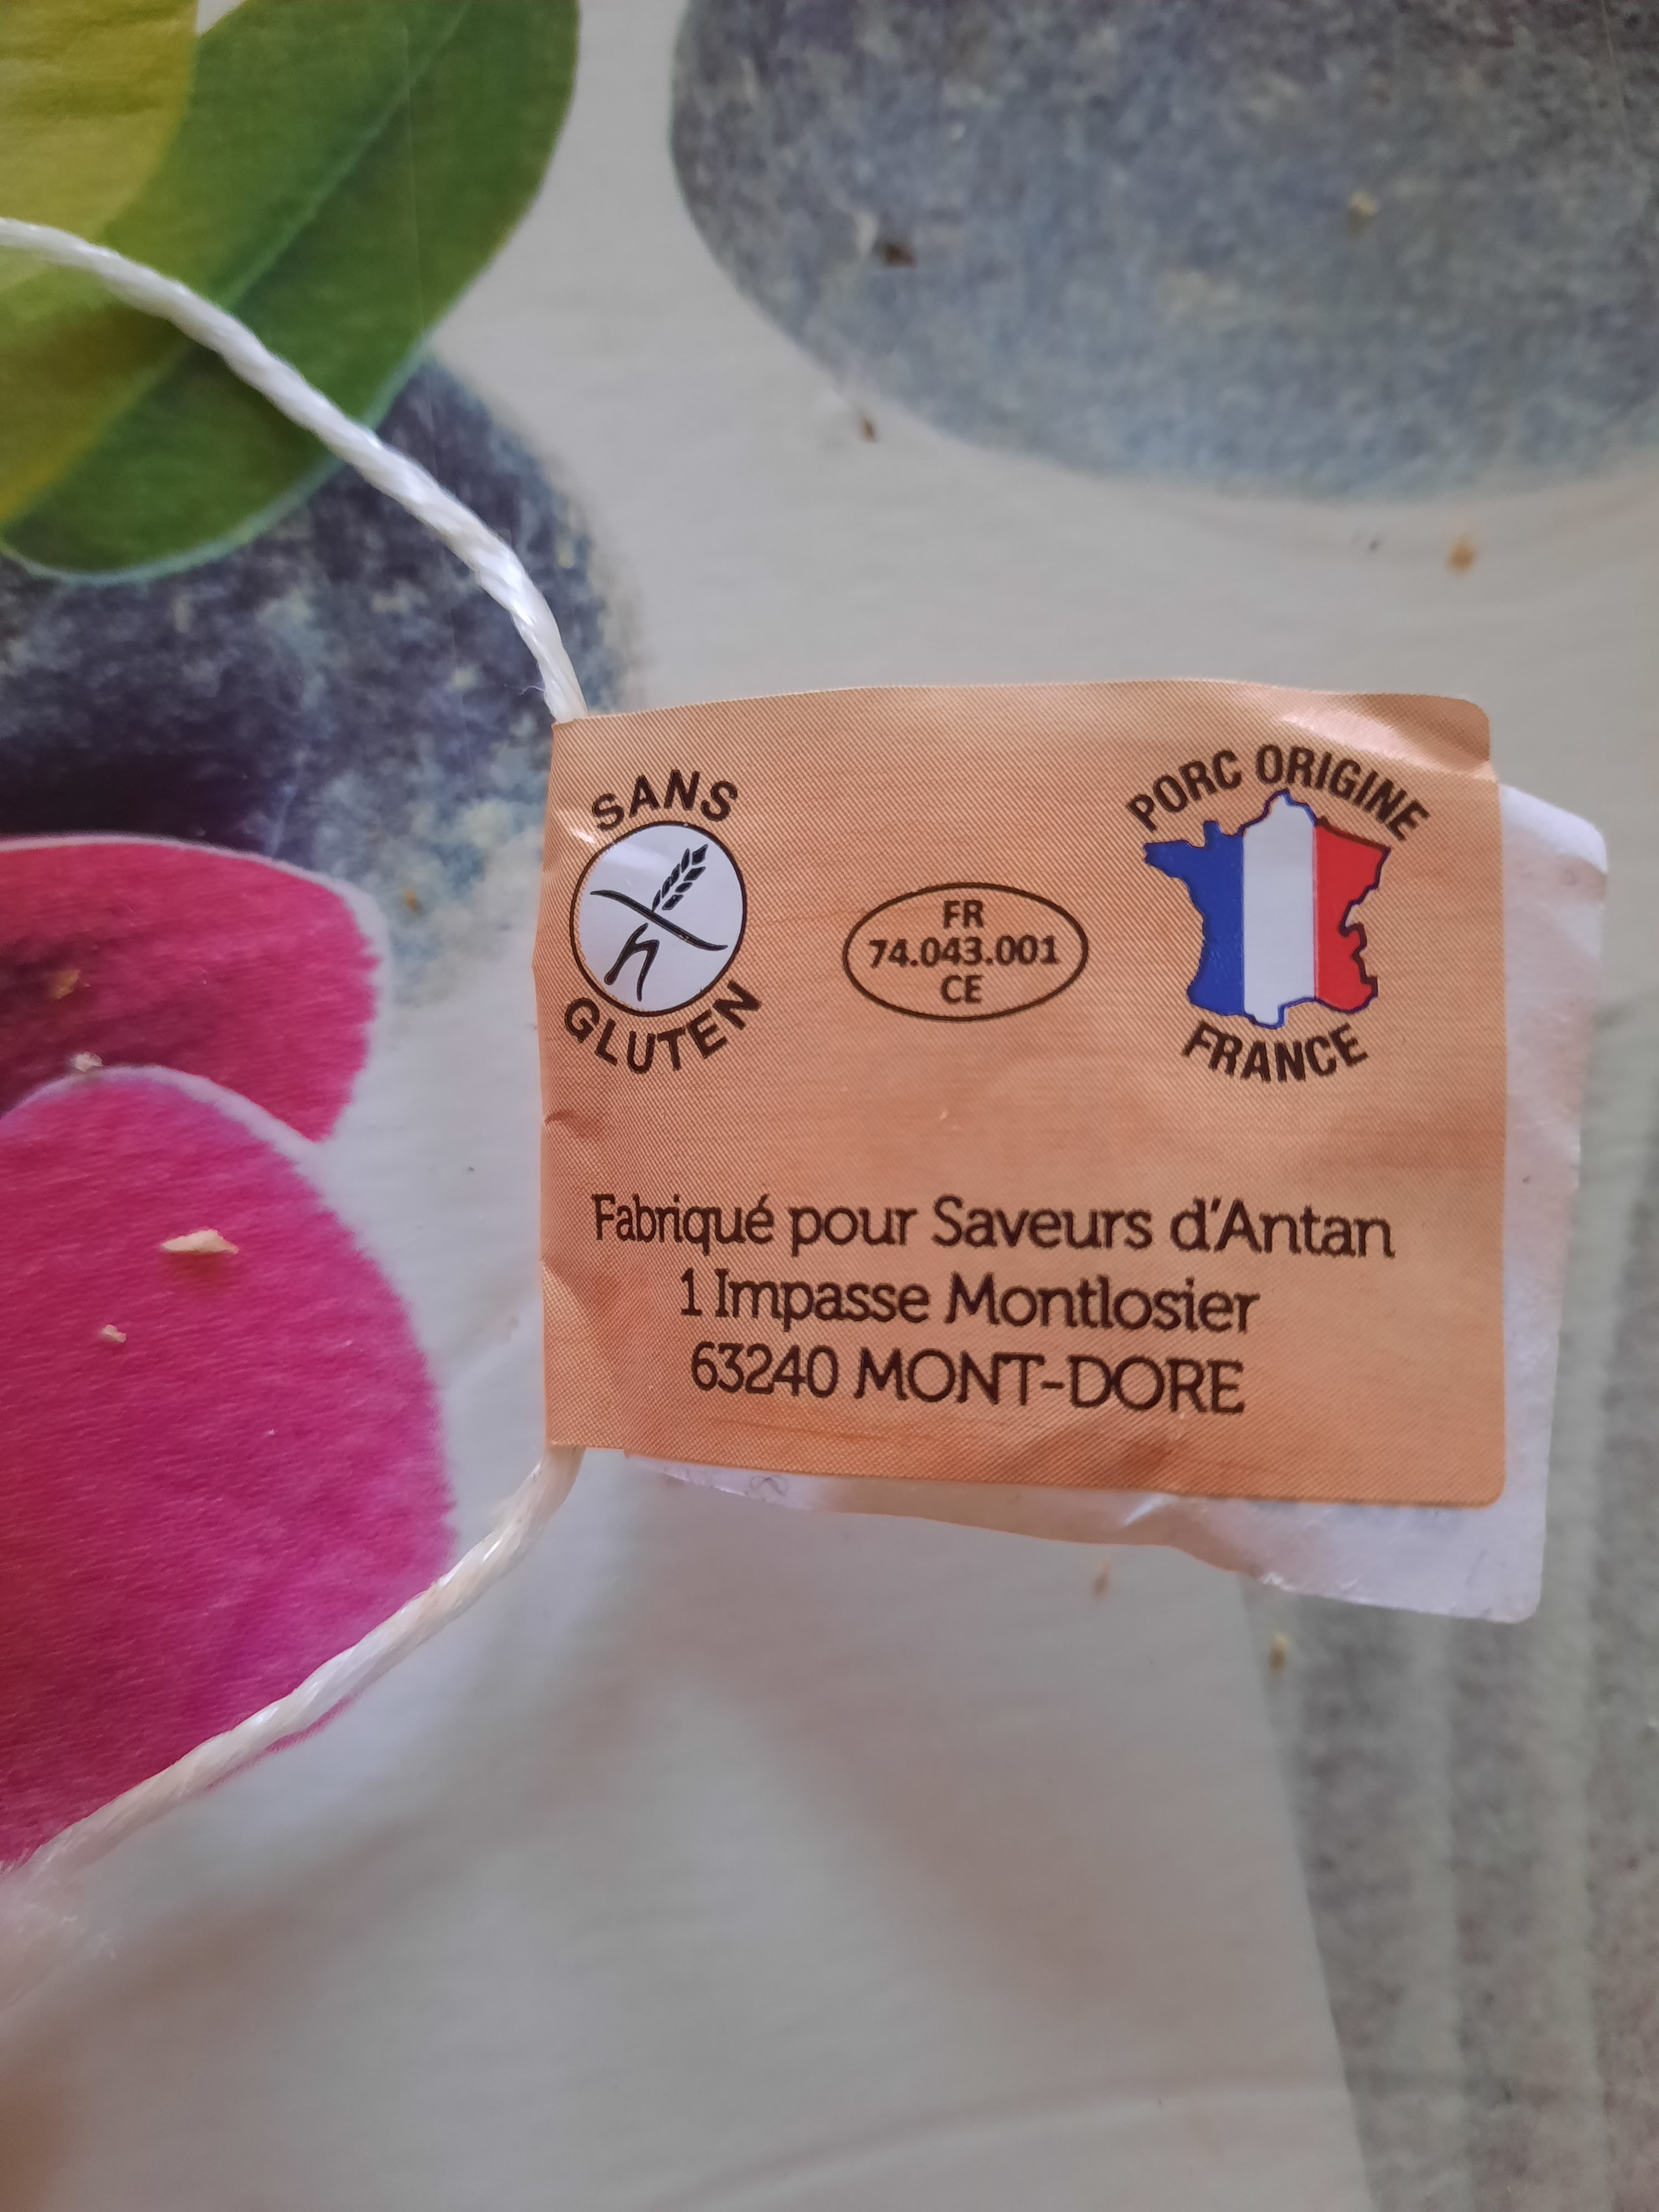 SANS
GLUTEN
FR
74.043.001
CE
PORC ORIGINE
FRANCE
Fabriqué pour Saveurs d'Antan
1 Impasse Montlosier
63240 MONT-DORE